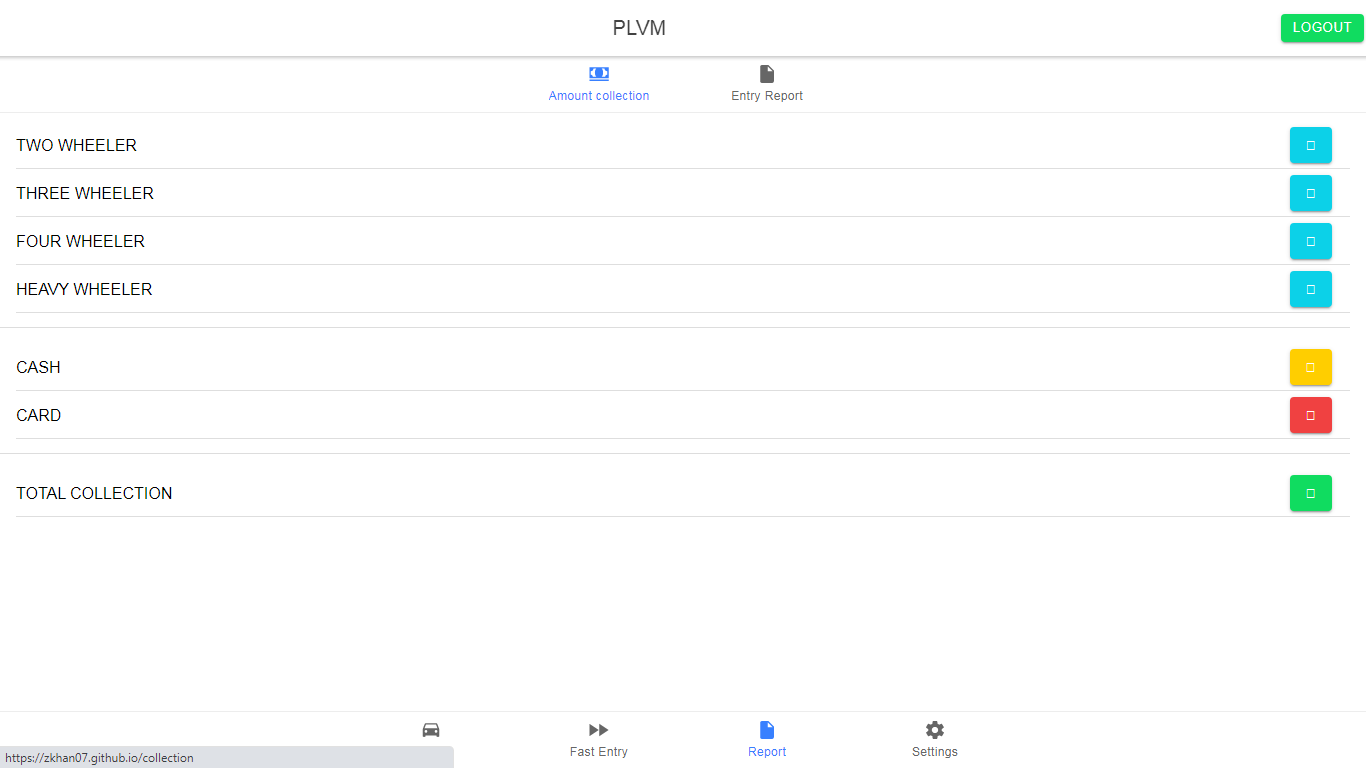 PLVM
LOGOUT
Amount collection
Entry Report
TWO WHEELER
THREE WHEELER
FOUR WHEELER
HEAVY WHEELER
CASH
CARD
TOTAL COLLECTION
Fast Entry
Report
Settings
https://zkhan07.github.io/collection